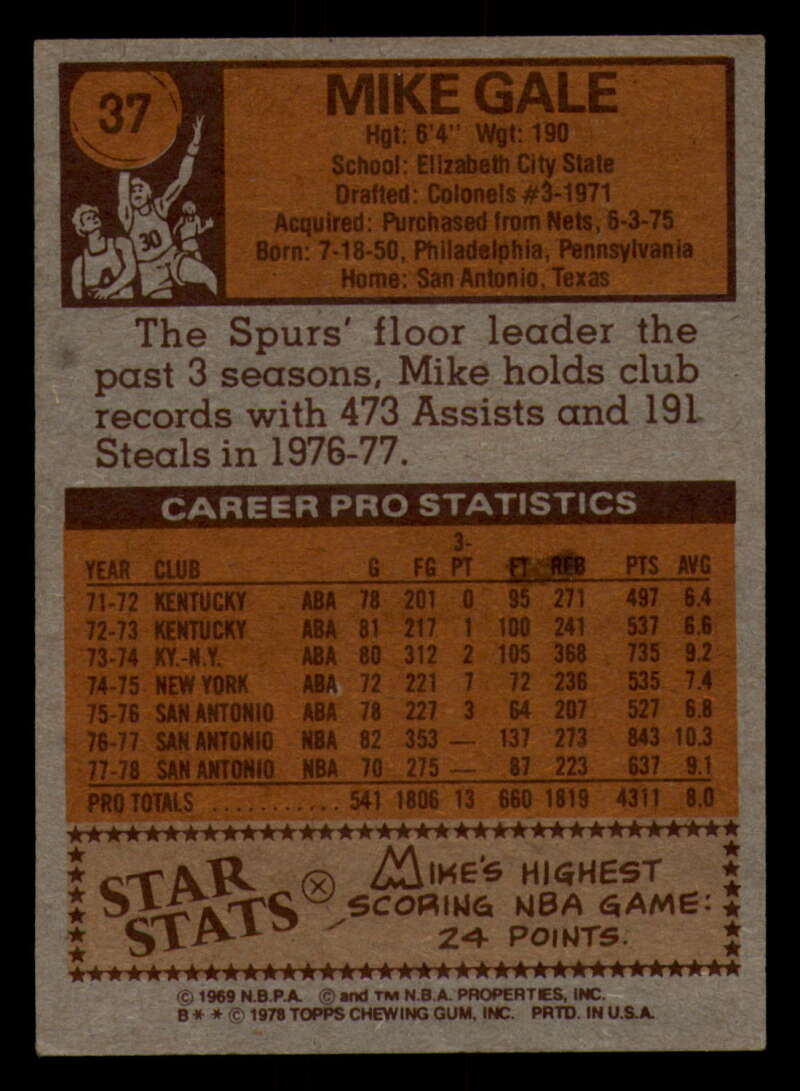 37
30
MIKE GALE
Hgt: 6'4" Wgt: 190
School: Elizabeth City State
Drafted: Colonels #3-1971
Acquired: Purchased from Nets, 6-3-75
Born: 7-18-50, Philadelphia, Pennsylvania
Home: San Antonio, Texas
The Spurs' floor leader the
past 3 seasons, Mike holds club
records with 473 Assists and 191
Steals in 1976-77.
CAREER PRO STATISTICS
YEAR CLUB G FG 3-PT FT REB PTS AVG
71-72 KENTUCKY ABA 78 201 0 95 271 497 6.4
72-73 KENTUCKY ABA 81 217 1 100 241 537 6.6
73-74 KY.-N.Y. ABA 80 312 2 105 368 735 9.2
74-75 NEW YORK ABA 72 221 7 72 236 535 7.4
75-76 SAN ANTONIO ABA 78 227 3 64 207 527 6.8
76-77 SAN ANTONIO NBA 82 353 — 137 273 843 10.3
77-78 SAN ANTONIO NBA 70 275 — 87 223 637 9.1
PRO TOTALS ............ 541 1806 13 660 1819 4311 8.0
STAR STATS
MIKE'S HIGHEST
SCORING NBA GAME:
24 POINTS.
© 1969 N.B.P.A. © and TM N.B.A. PROPERTIES, INC.
B* * © 1978 TOPPS CHEWING GUM, INC. PRTD. IN U.S.A.